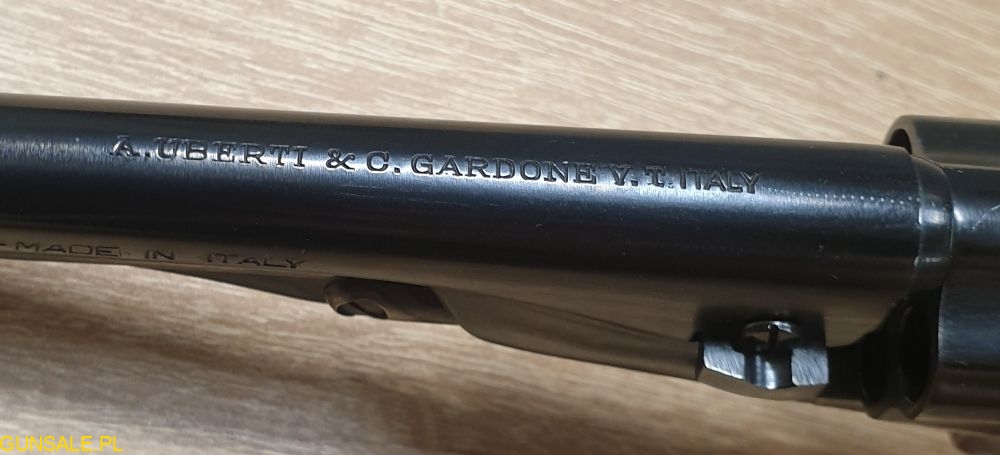 A. UBERTI & C. GARDONE V. T. ITALY
- MADE IN ITALY
GUNSALE.PL